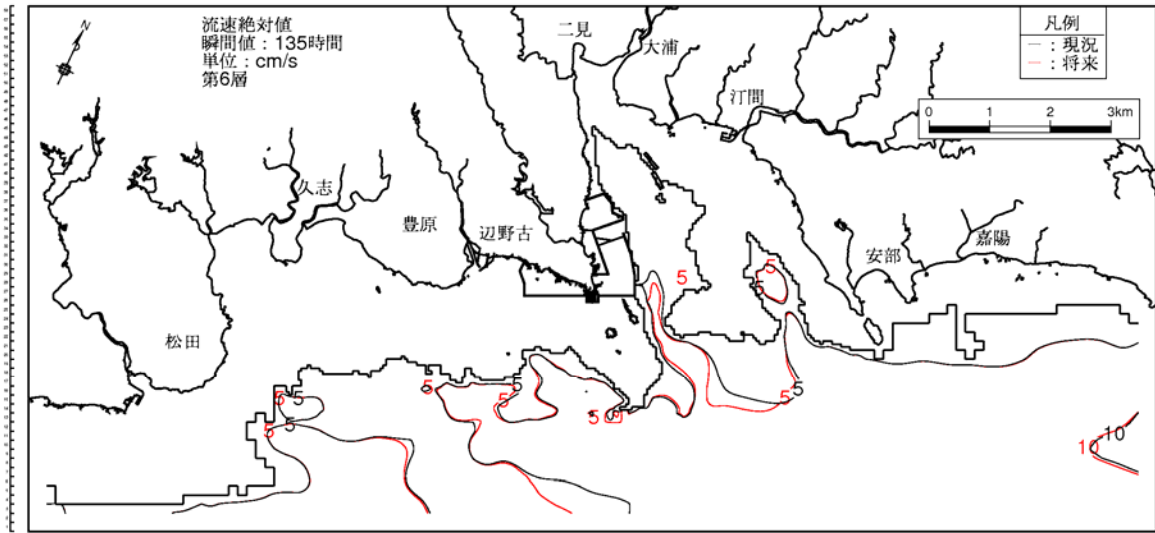 N
流速絶対値
瞬間値：135時間
単位：cm/s
第6層
二見
大浦
汀間
凡例
―：現況
―：将来
0 1 2 3km
久志
豊原
辺野古
安部
嘉陽
松田
5
5
5
5
5
5
5
5
5
5
5
5
5
5
10
10